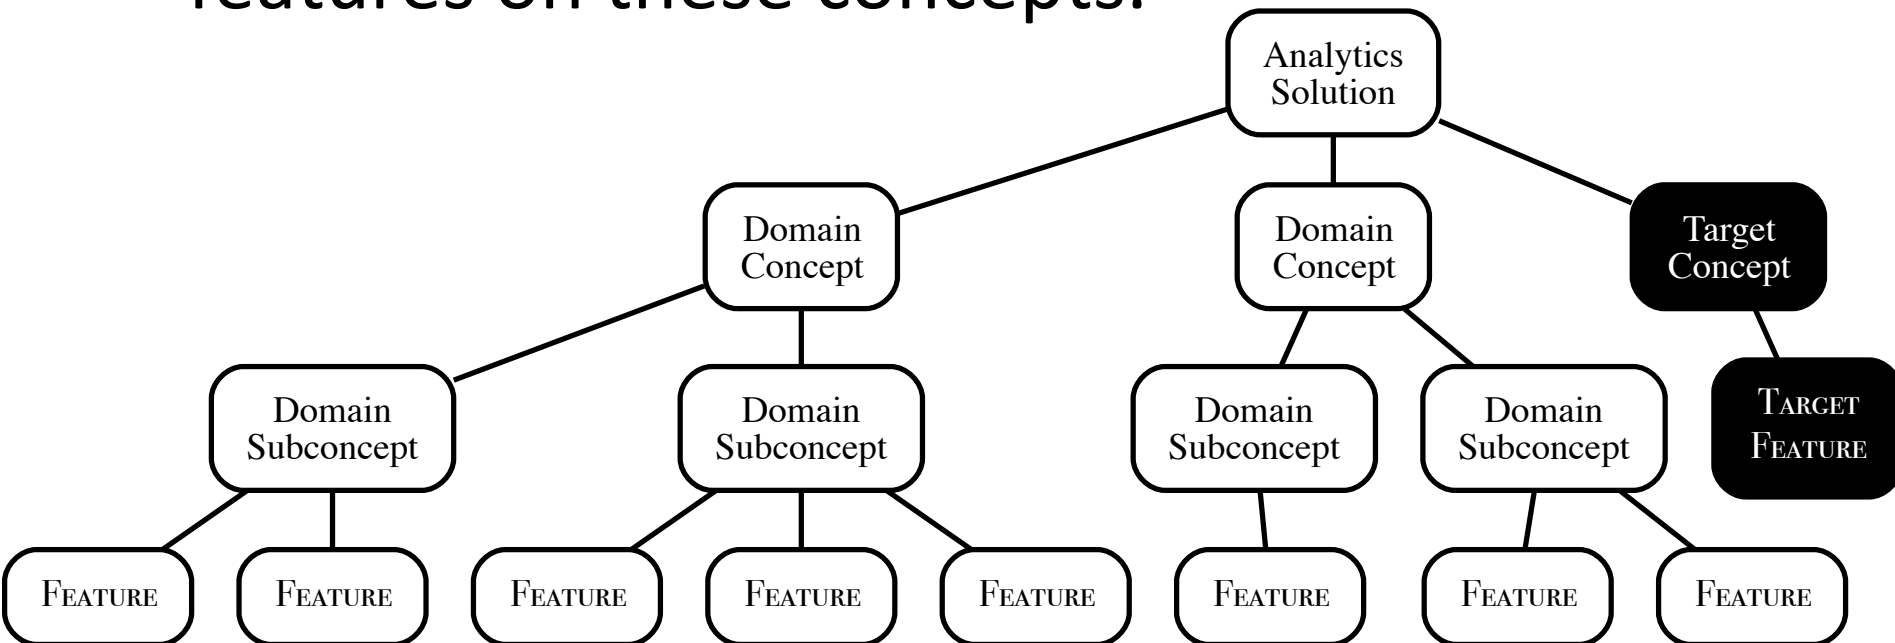 features on these concepts.
Analytics
Solution
Domain
Concept
Domain
Concept
Target
Concept
Domain
Subconcept
Domain
Subconcept
Domain
Subconcept
Domain
Subconcept
TARGET
FEATURE
FEATURE
FEATURE
FEATURE
FEATURE
FEATURE
FEATURE
FEATURE
FEATURE